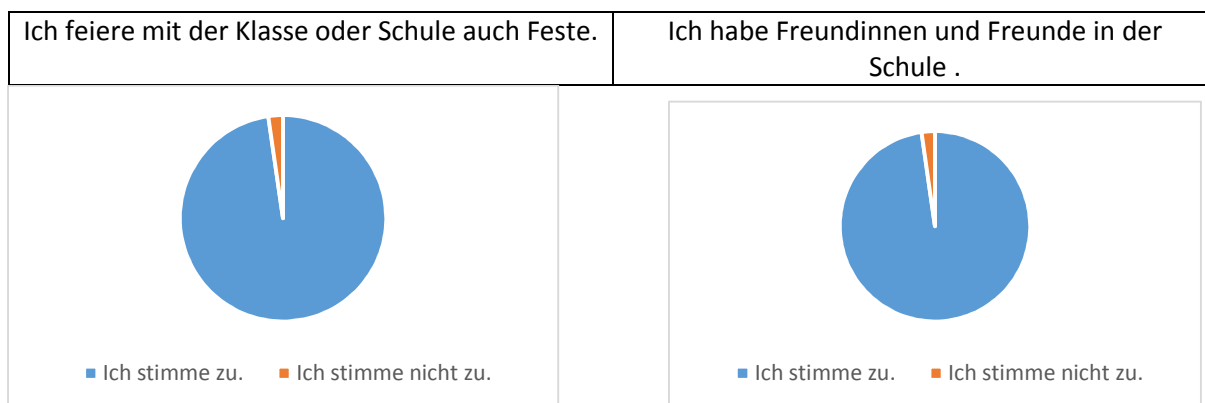 Ich feiere mit der Klasse oder Schule auch Feste.
Ich habe Freundinnen und Freunde in der
Schule .
Ich stimme zu. Ich stimme nicht zu.
Ich stimme zu. Ich stimme nicht zu.